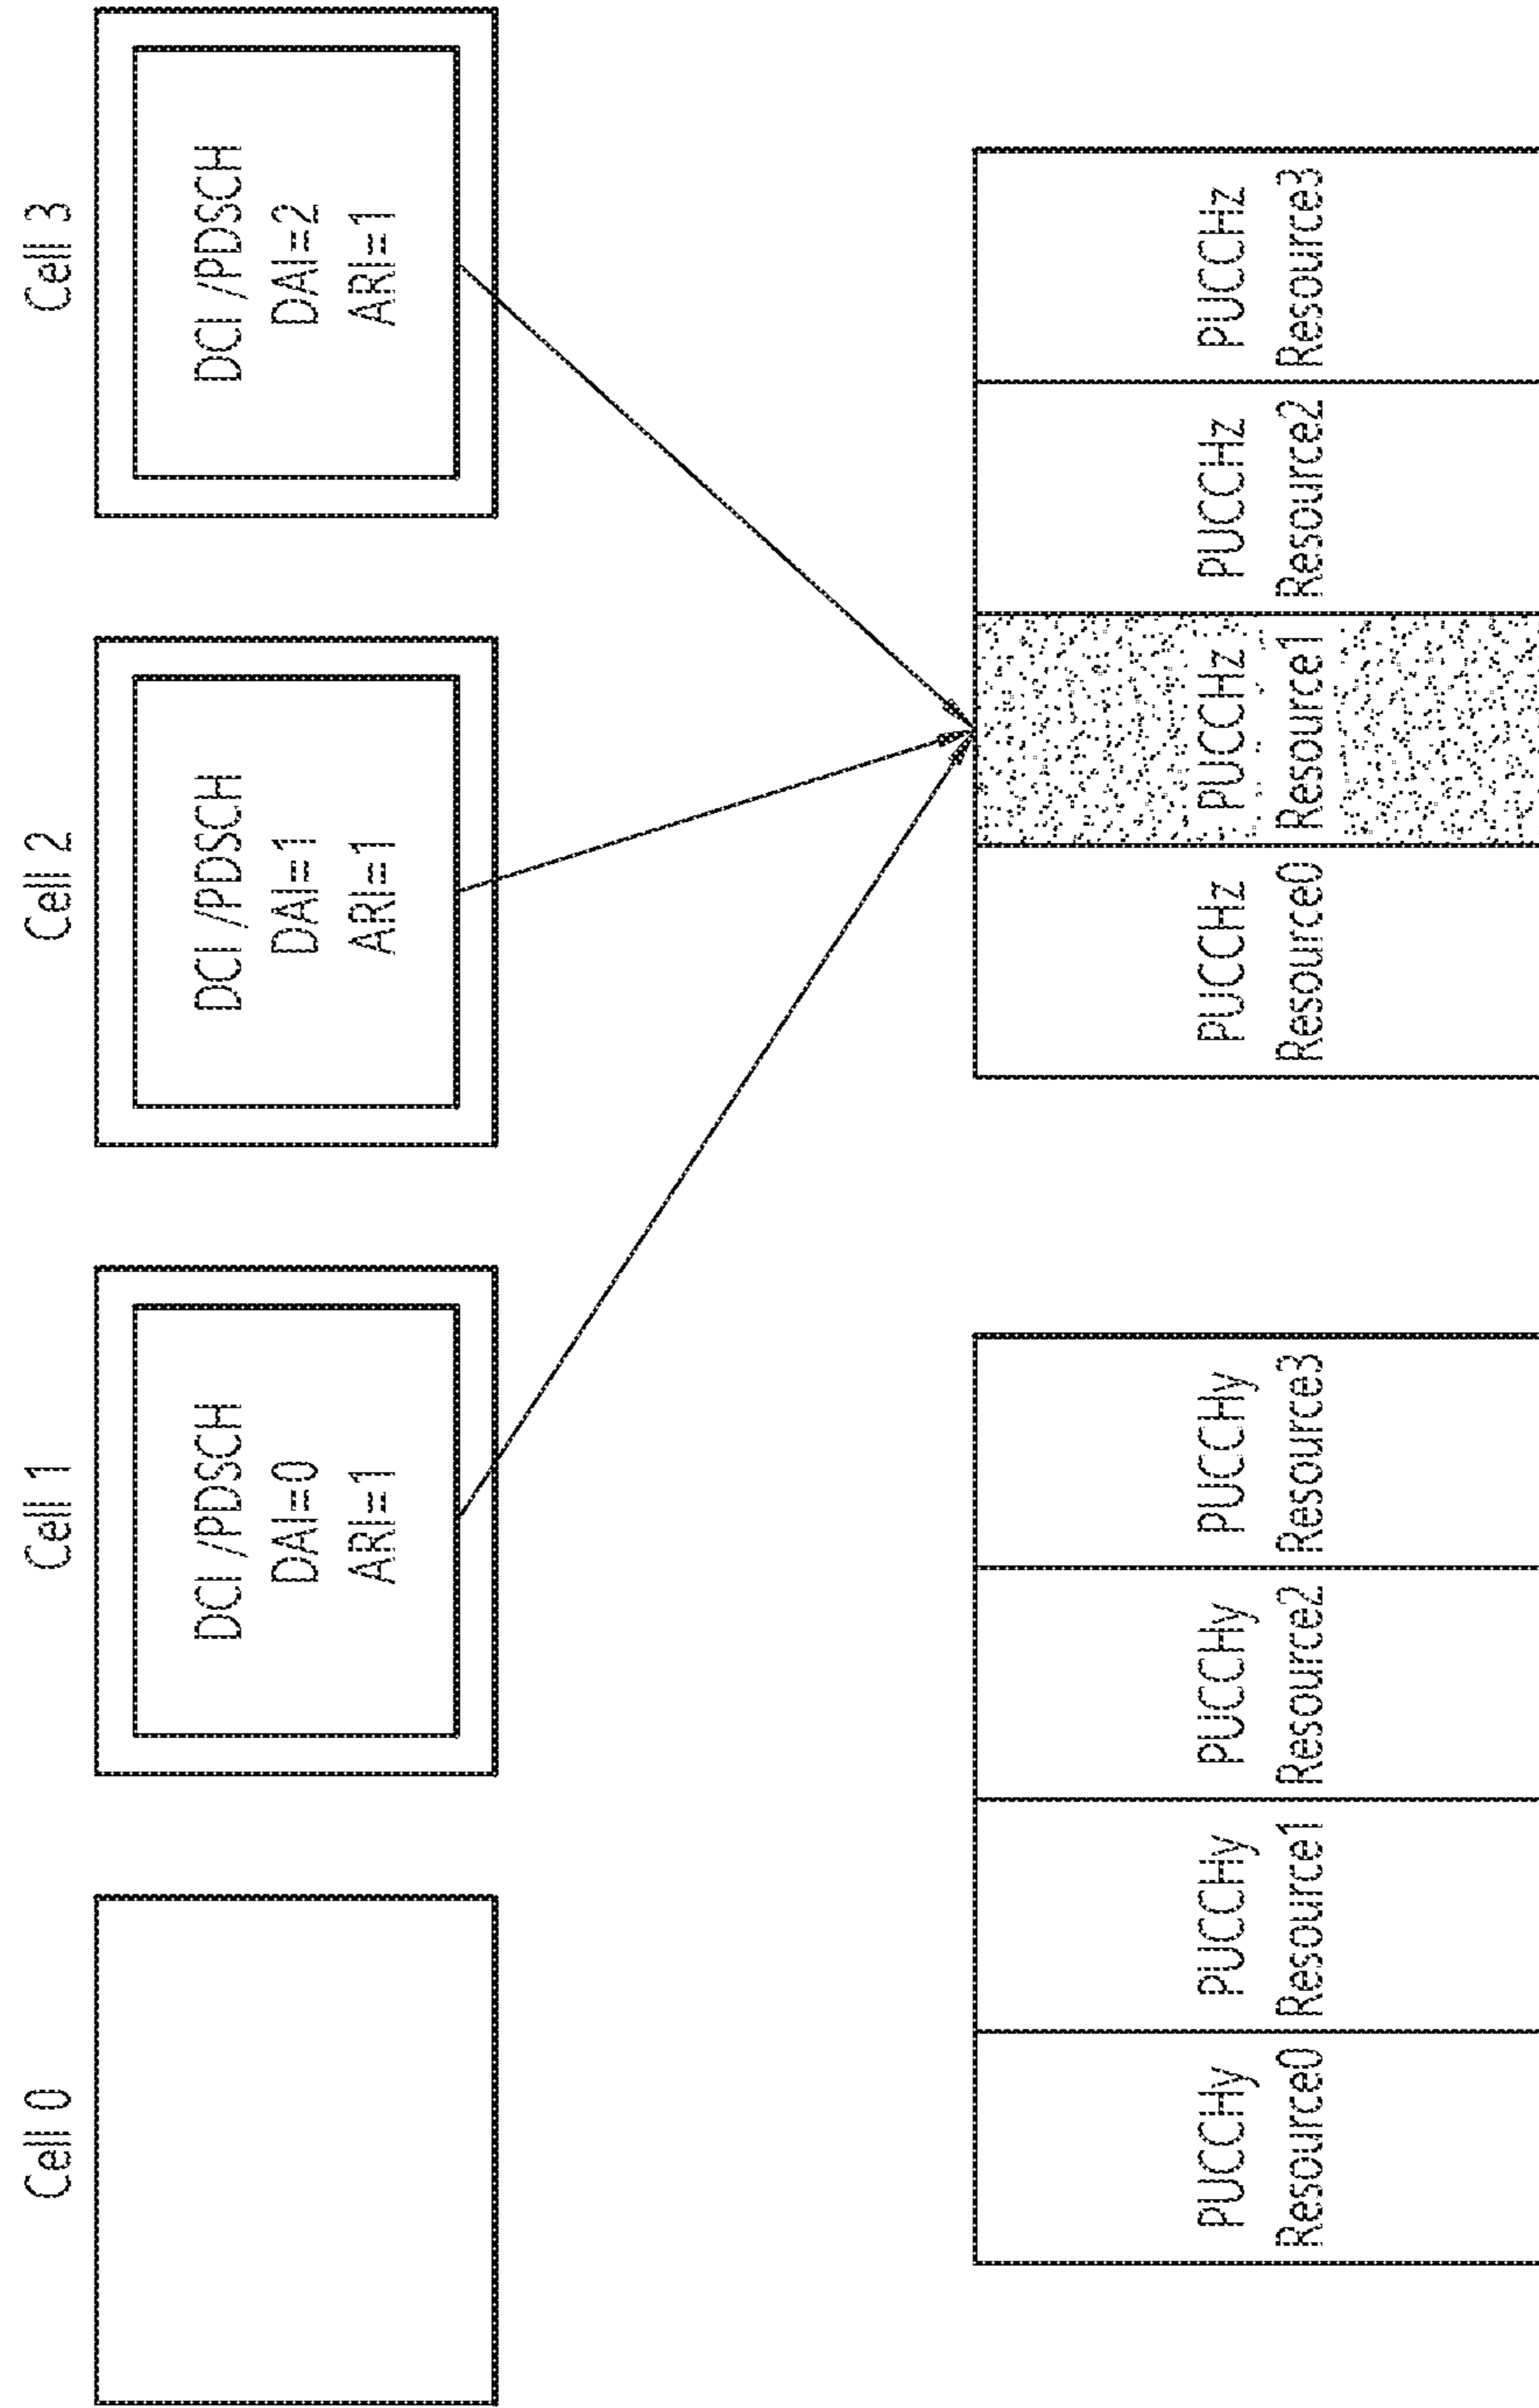 Cell 0
Cell 1
DCI /PDSCH
DAI=0
ARI=1
Cell 2
DCI /PDSCH
DAI=1
ARI=1
Cell 3
DCI /PDSCH
DAI=2
ARI=1
PUCCHy
Resource0
PUCCHy
Resource1
PUCCHy
Resource2
PUCCHy
Resource3
PUCCHz
Resource0
PUCCHz
Resource1
PUCCHz
Resource2
PUCCHz
Resource3